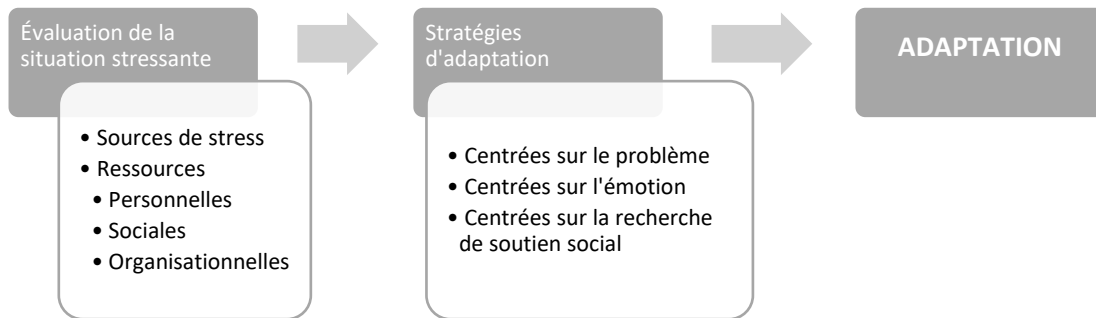 Évaluation de la
situation stressante
• Sources de stress
• Ressources
• Personnelles
• Sociales
• Organisationnelles
Stratégies
d'adaptation
• Centrées sur le problème
• Centrées sur l'émotion
• Centrées sur la recherche
de soutien social
ADAPTATION